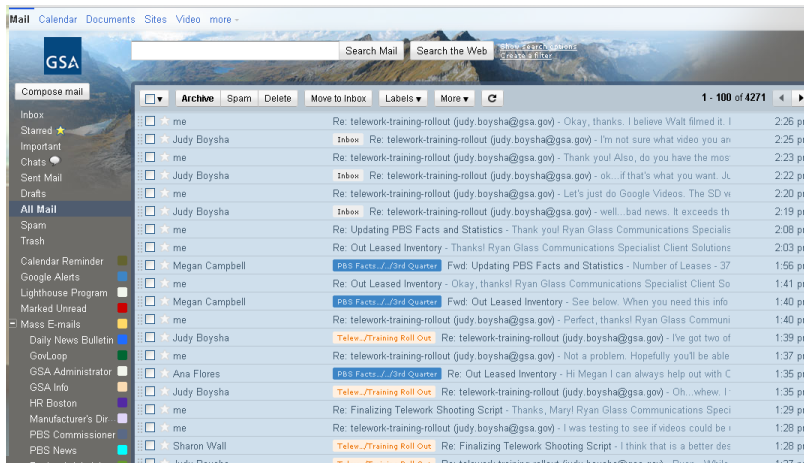 Mail Calendar Documents Sites Video more
Search Mail Search the Web Show search options
Create a filter
GSA
Compose mail
Archive Spam Delete Move to Inbox Labels More 1 - 100 of 4271
Inbox
Starred
Important
Chats
Sent Mail
Drafts
All Mail
Spam
Trash
Calendar Reminder
Google Alerts
Lighthouse Program
Marked Unread
Mass E-mails
Daily News Bulletin
GovLoop
GSA Administrator
GSA Info
HR Boston
Manufacturer's Dir
PBS Commissioner
PBS News
me Re: telework-training-rollout (judy.boysha@gsa.gov) - Okay, thanks. I believe Walt filmed it. I 2:26 pm
Judy Boysha Inbox Re: telework-training-rollout (judy.boysha@gsa.gov) - I'm not sure what video you an 2:25 pm
me Re: telework-training-rollout (judy.boysha@gsa.gov) - Thank you! Also, do you have the mos 2:23 pm
Judy Boysha Inbox Re: telework-training-rollout (judy.boysha@gsa.gov) - ok...if that's what you want. Ju 2:22 pm
me Re: telework-training-rollout (judy.boysha@gsa.gov) - Let's just do Google Videos. The SD w 2:20 pm
Judy Boysha Inbox Re: telework-training-rollout (judy.boysha@gsa.gov) - well...bad news. It exceeds th 2:19 pm
me Re: Updating PBS Facts and Statistics - Thank you! Ryan Glass Communications Specialis 2:08 pm
me Re: Out Leased Inventory - Thanks! Ryan Glass Communications Specialist Client Solutions 2:03 pm
Megan Campbell PBS Facts../../3rd Quarter Fwd: Updating PBS Facts and Statistics - Number of Leases - 37 1:56 pm
me Re: Out Leased Inventory - Okay, thanks! Ryan Glass Communications Specialist Client So 1:41 pm
Megan Campbell PBS Facts../../3rd Quarter Fwd: Out Leased Inventory - See below. When you need this info 1:40 pm
me Re: telework-training-rollout (judy.boysha@gsa.gov) - Perfect, thanks! Ryan Glass Communi 1:40 pm
Judy Boysha Telew../Training Roll Out Re: telework-training-rollout (judy.boysha@gsa.gov) - I've got two of 1:39 pm
me Re: telework-training-rollout (judy.boysha@gsa.gov) - Not a problem. Hopefully you'll be able 1:37 pm
Ana Flores PBS Facts../../3rd Quarter Re: Out Leased Inventory - Hi Megan I can always help out with C 1:35 pm
Judy Boysha Telew../Training Roll Out Re: telework-training-rollout (judy.boysha@gsa.gov) - Oh...whew. I 1:35 pm
me Re: Finalizing Telework Shooting Script - Thanks, Mary! Ryan Glass Communications Speci 1:29 pm
me Re: telework-training-rollout (judy.boysha@gsa.gov) - I was testing to see if videos could be 1:28 pm
Sharon Wall Telew../Training Roll Out Re: Finalizing Telework Shooting Script - I think that is a better des 1:28 pm